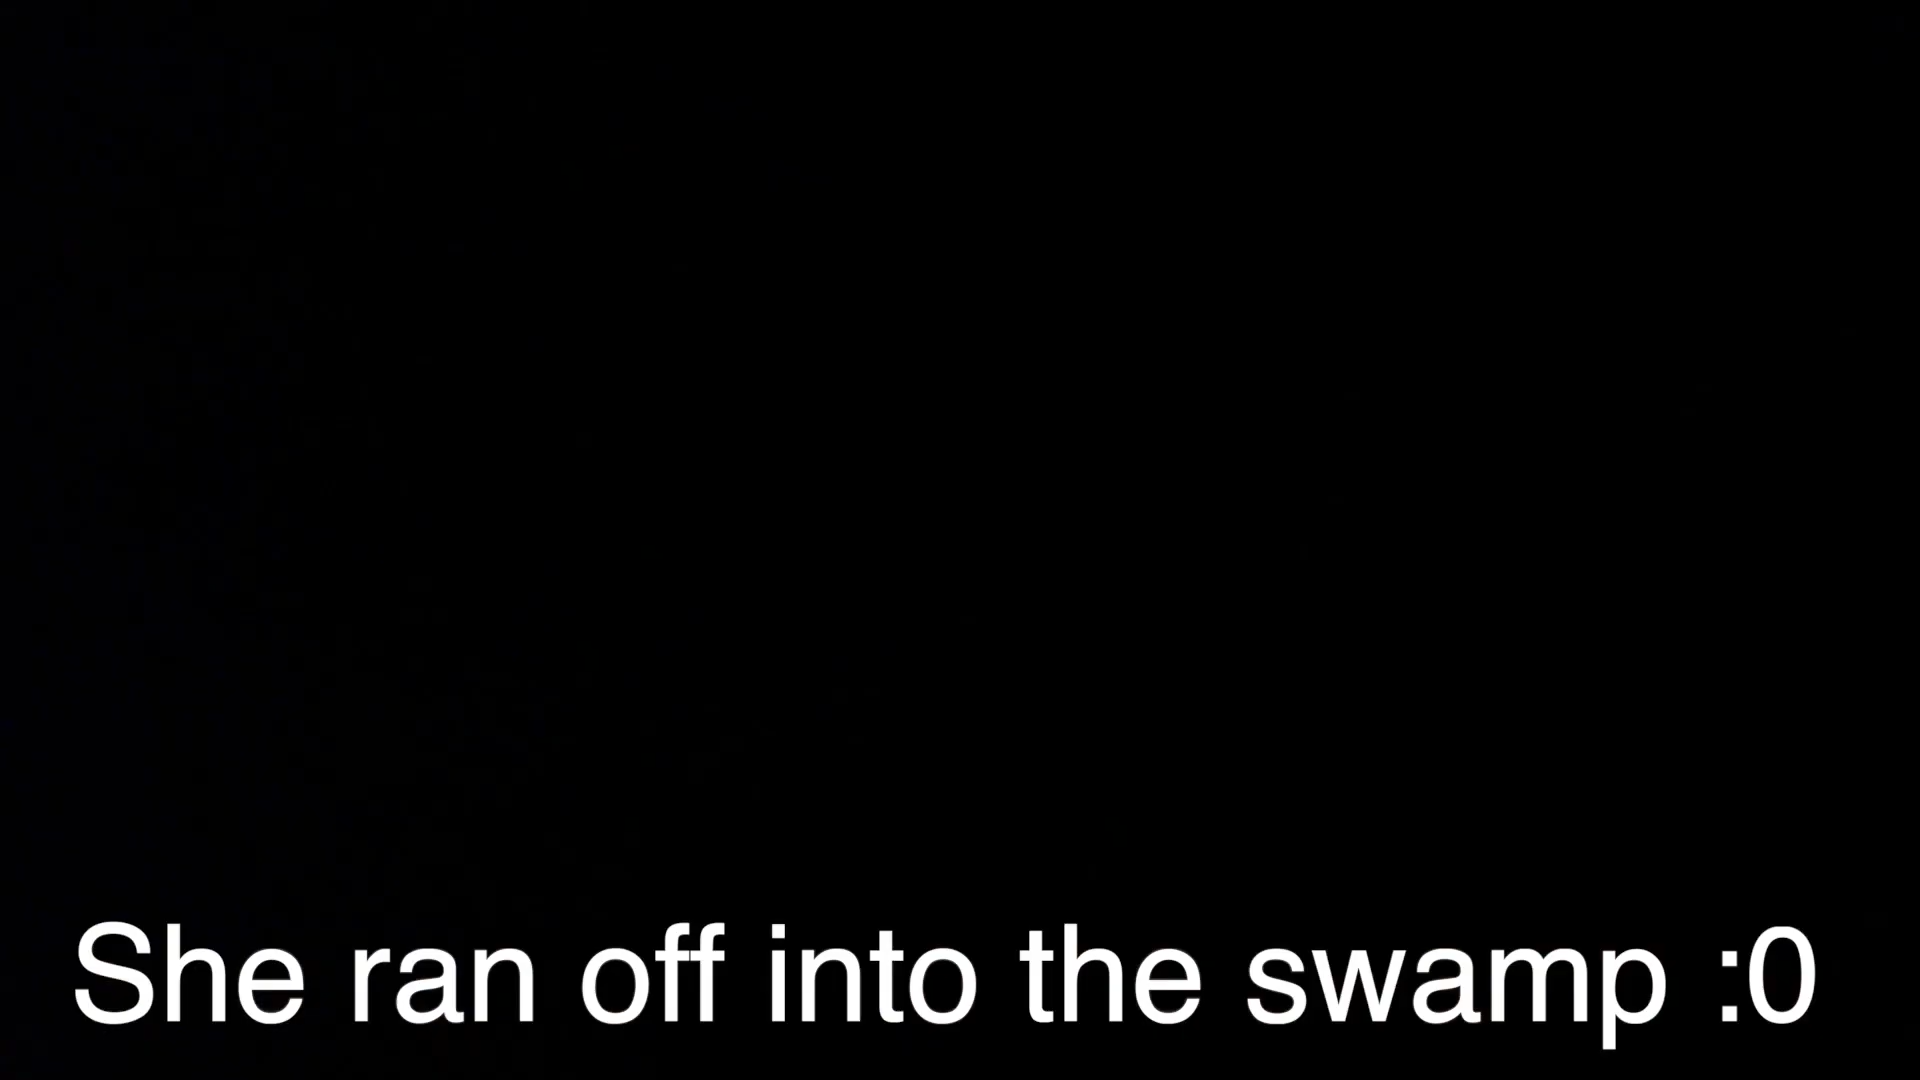 She ran off into the swamp :0